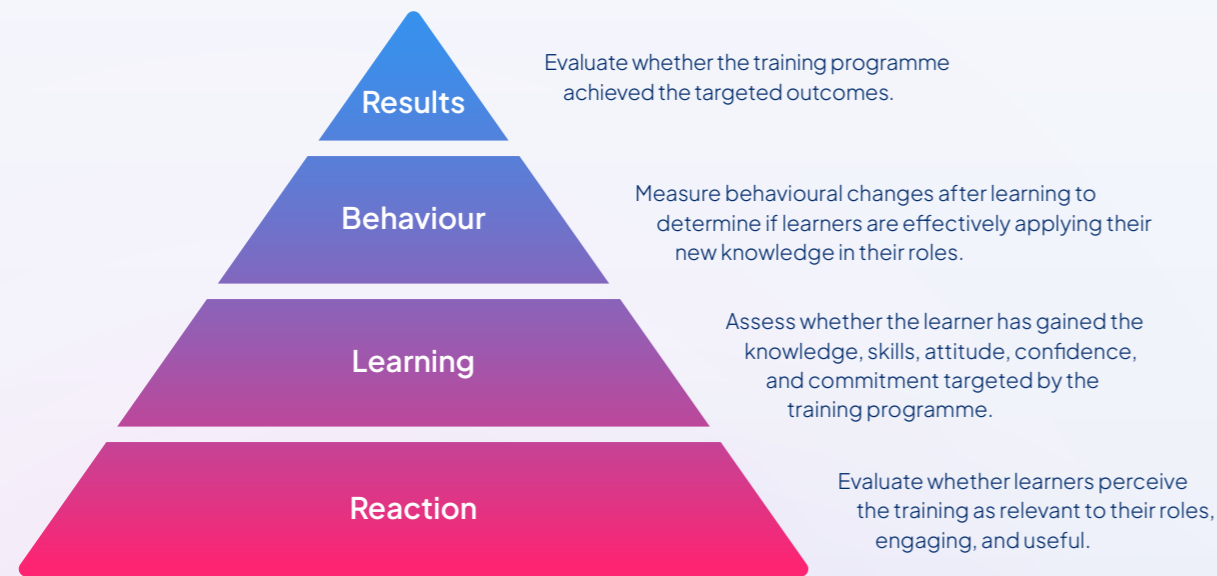 Results
Evaluate whether the training programme
achieved the targeted outcomes.
Behaviour
Measure behavioural changes after learning to
determine if learners are effectively applying their
new knowledge in their roles.
Learning
Assess whether the learner has gained the
knowledge, skills, attitude, confidence,
and commitment targeted by the
training programme.
Reaction
Evaluate whether learners perceive
the training as relevant to their roles,
engaging, and useful.